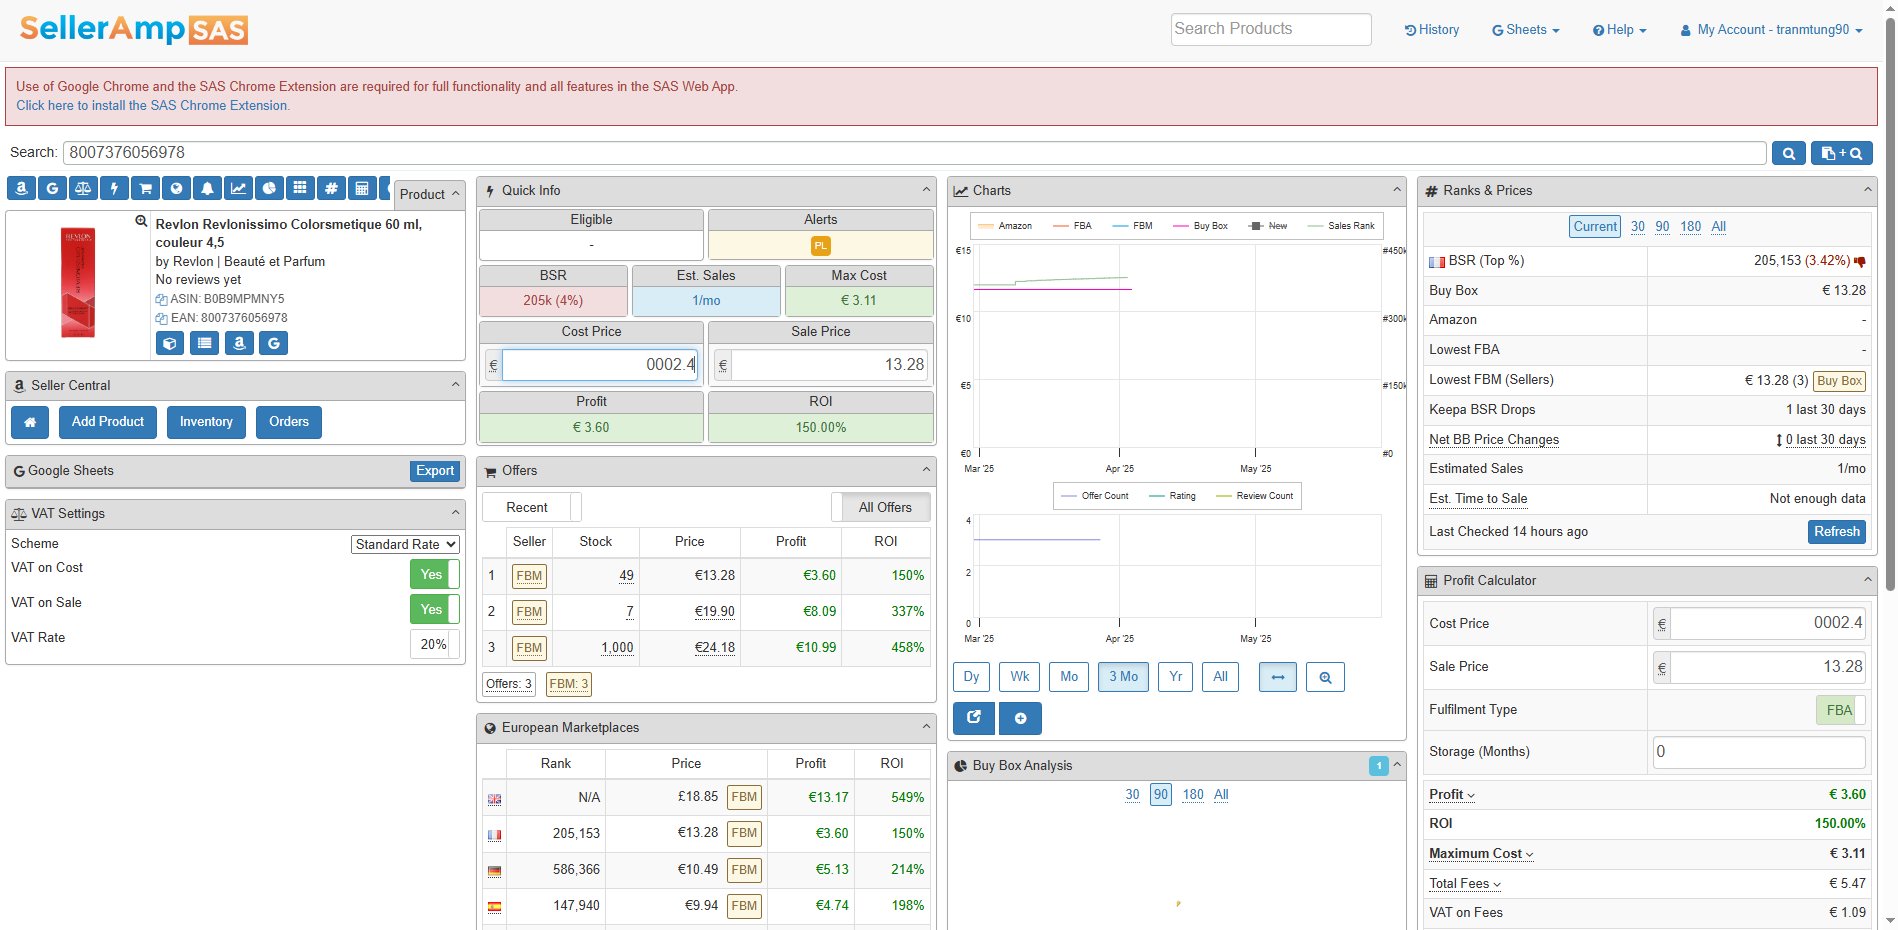 SellerAmp SAS
Search Products
History
Sheets
Help
My Account - tranmtung90
Use of Google Chrome and the SAS Chrome Extension are required for full functionality and all features in the SAS Web App.
Click here to install the SAS Chrome Extension.
Search: 8007376056978
+
Product
Revlon Revlonissimo Colorsmetique 60 ml,
couleur 4,5
by Revlon | Beauté et Parfum
No reviews yet
ASIN: B0B9MPMNY5
EAN: 8007376056978
Seller Central
Add Product
Inventory
Orders
Google Sheets
Export
VAT Settings
Scheme
Standard Rate
VAT on Cost
Yes
VAT on Sale
Yes
VAT Rate
20%
Quick Info
Eligible
Alerts
-
PL
BSR
Est. Sales
Max Cost
205k (4%)
1/mo
€ 3.11
Cost Price
Sale Price
€ 0002.4
€ 13.28
Profit
ROI
€ 3.60
150.00%
Offers
Recent
All Offers
Seller Stock Price Profit ROI
1 FBM 49 €13.28 €3.60 150%
2 FBM 7 €19.90 €8.09 337%
3 FBM 1,000 €24.18 €10.99 458%
Offers: 3
FBM: 3
European Marketplaces
Rank Price Profit ROI
N/A £18.85 FBM €13.17 549%
205,153 €13.28 FBM €3.60 150%
586,366 €10.49 FBM €5.13 214%
147,940 €9.94 FBM €4.74 198%
Charts
Amazon FBA FBM Buy Box New Sales Rank
€15
#450k
€10
#300k
€5
#150k
€0
#0
Mar '25 Apr '25 May '25
Offer Count Rating Review Count
4
2
0
Mar '25 Apr '25 May '25
Dy Wk Mo 3 Mo Yr All
Buy Box Analysis
1
30 90 180 All
Ranks & Prices
Current 30 90 180 All
BSR (Top %) 205,153 (3.42%)
Buy Box € 13.28
Amazon -
Lowest FBA -
Lowest FBM (Sellers) € 13.28 (3) Buy Box
Keepa BSR Drops 1 last 30 days
Net BB Price Changes 0 last 30 days
Estimated Sales 1/mo
Est. Time to Sale Not enough data
Last Checked 14 hours ago Refresh
Profit Calculator
Cost Price € 0002.4
Sale Price € 13.28
Fulfilment Type FBA
Storage (Months) 0
Profit € 3.60
ROI 150.00%
Maximum Cost € 3.11
Total Fees € 5.47
VAT on Fees € 1.09